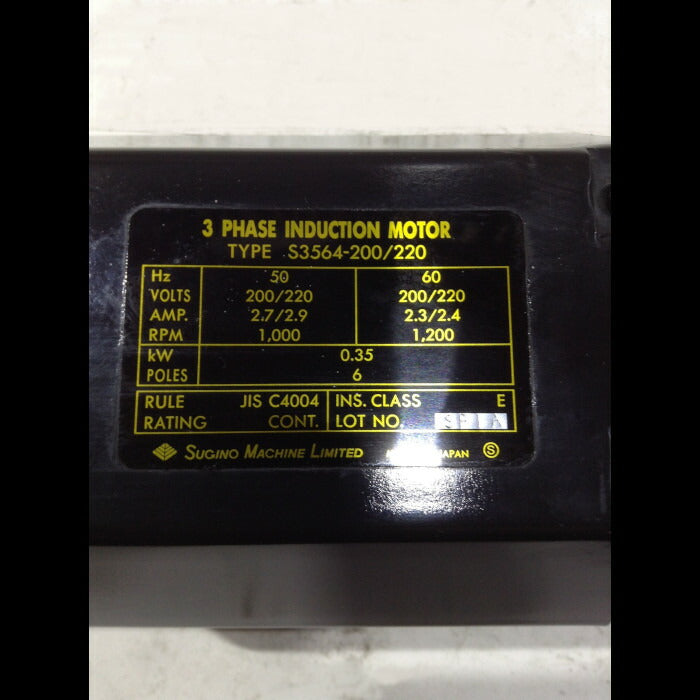 3 PHASE INDUCTION MOTOR
TYPE S3564-200/220
Hz 50 60
VOLTS 200/220 200/220
AMP. 2.7/2.9 2.3/2.4
RPM 1,000 1,200
kW 0.35
POLES 6
RULE JIS C4004 INS. CLASS E
RATING CONT. LOT NO.
SUGINO MACHINE LIMITED JAPAN S